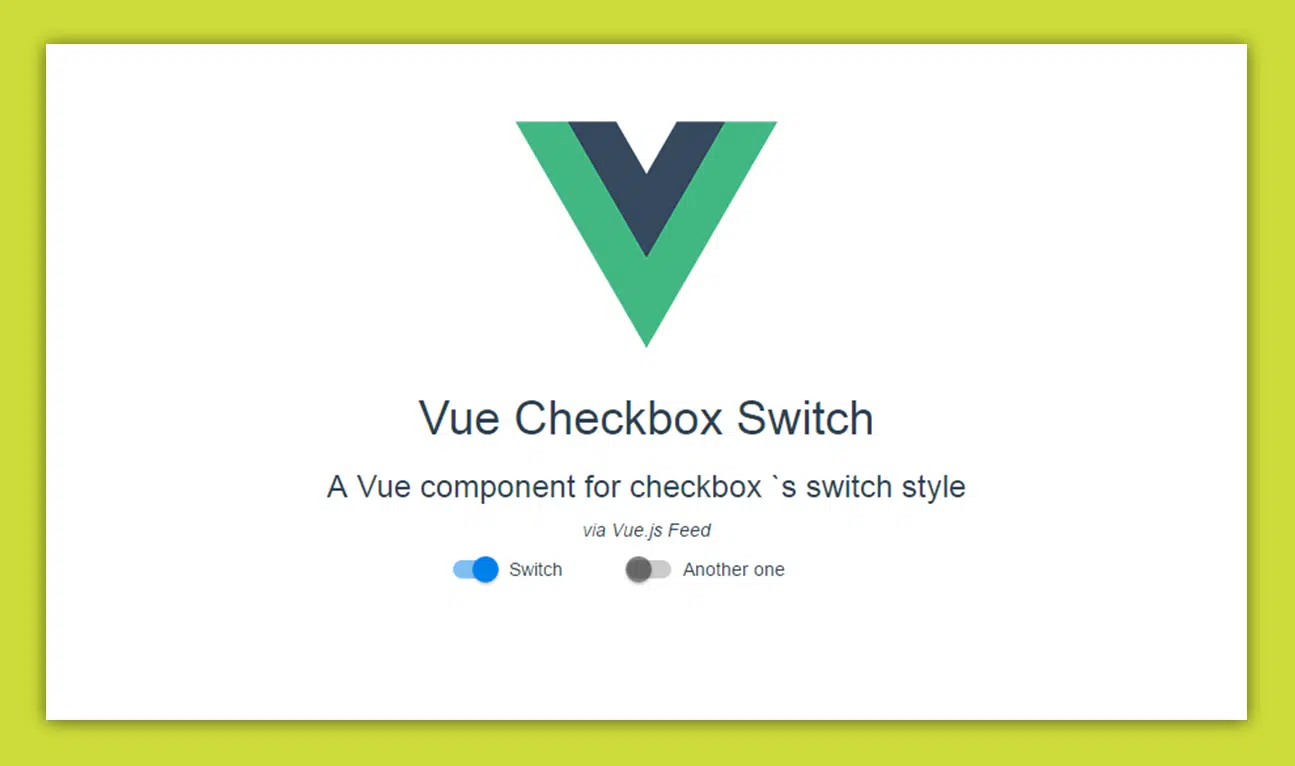 Vue Checkbox Switch
A Vue component for checkbox `s switch style
via Vue.js Feed
Switch Another one